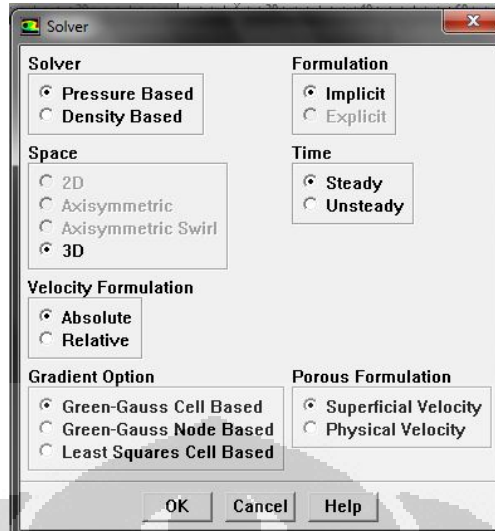 Solver
Solver
Pressure Based
Density Based
Formulation
Implicit
Explicit
Space
2D
Axisymmetric
Axisymmetric Swirl
3D
Time
Steady
Unsteady
Velocity Formulation
Absolute
Relative
Gradient Option
Green-Gauss Cell Based
Green-Gauss Node Based
Least Squares Cell Based
Porous Formulation
Superficial Velocity
Physical Velocity
OK
Cancel
Help